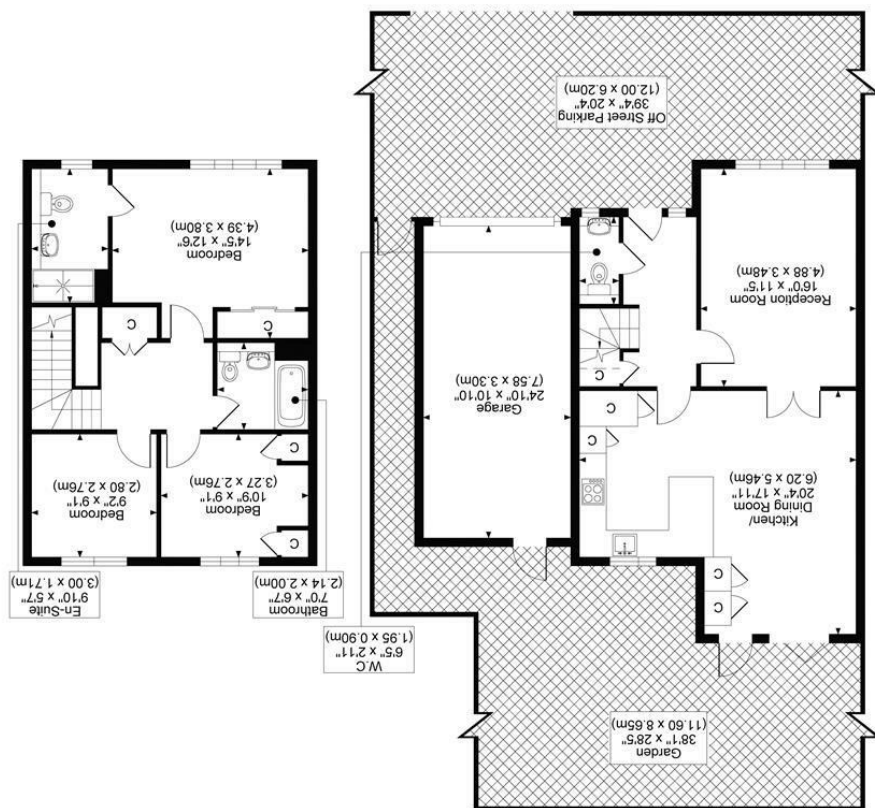 Garden
38'1" x 28'5"
(11.60 x 8.65m)
W.C
6'5" x 2'11"
(1.95 x 0.90m)
Kitchen/
Dining Room
20'4" x 17'11"
(6.20 x 5.46m)
C
C
C
C
C
Garage
24'10" x 10'10"
(7.58 x 3.30m)
Reception Room
16'0" x 11'5"
(4.88 x 3.48m)
Off Street Parking
39'4" x 20'4"
(12.00 x 6.20m)
Bathroom
7'0" x 6'7"
(2.14 x 2.00m)
En-Suite
9'10" x 5'7"
(3.00 x 1.71m)
Bedroom
10'9" x 9'1"
(3.27 x 2.76m)
Bedroom
9'2" x 9'1"
(2.80 x 2.76m)
C
C
C
C
Bedroom
14'5" x 12'6"
(4.39 x 3.80m)